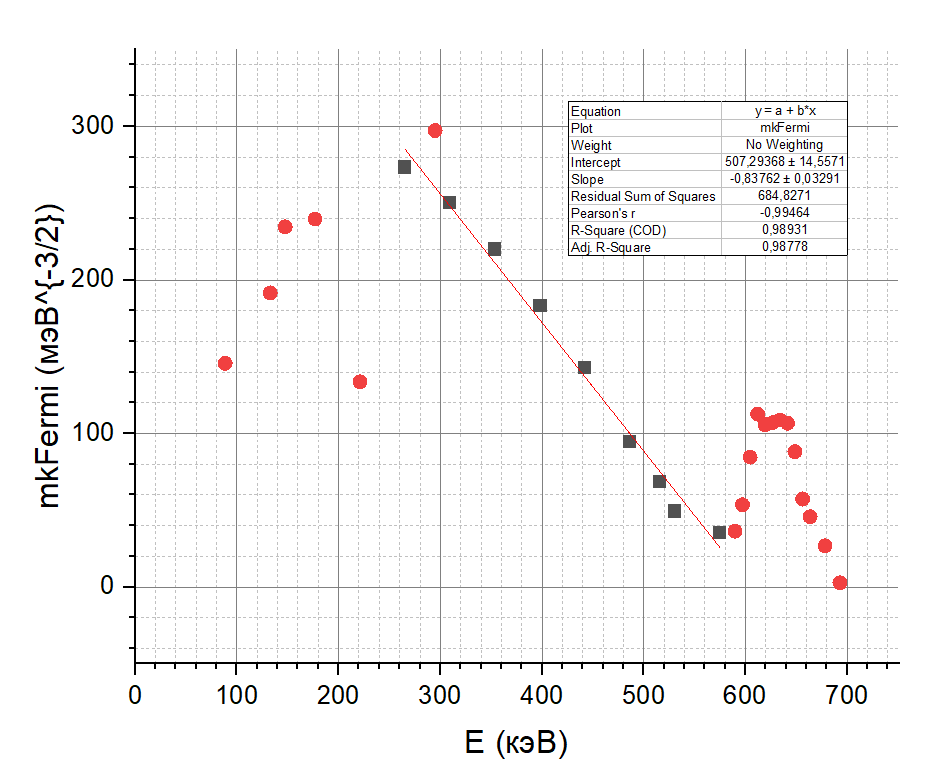 mkFermi (мэВ^{-3/2})
300
200
100
0
Equation y = a + b*x
Plot mkFermi
Weight No Weighting
Intercept 507,29368 ± 14,5571
Slope -0,83762 ± 0,03291
Residual Sum of Squares 684,8271
Pearson's r -0,99464
R-Square (COD) 0,98931
Adj. R-Square 0,98778
0 100 200 300 400 500 600 700
E (кэВ)